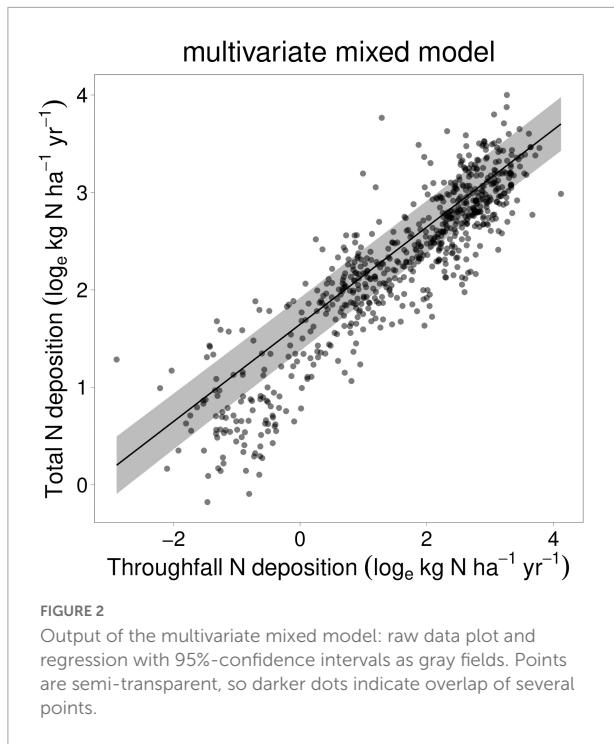 multivariate mixed model
Total N deposition (logₑ kg N ha⁻¹ yr⁻¹)
4
3
2
1
0
−2
0
2
4
Throughfall N deposition (logₑ kg N ha⁻¹ yr⁻¹)
FIGURE 2
Output of the multivariate mixed model: raw data plot and
regression with 95%-confidence intervals as gray fields. Points
are semi-transparent, so darker dots indicate overlap of several
points.